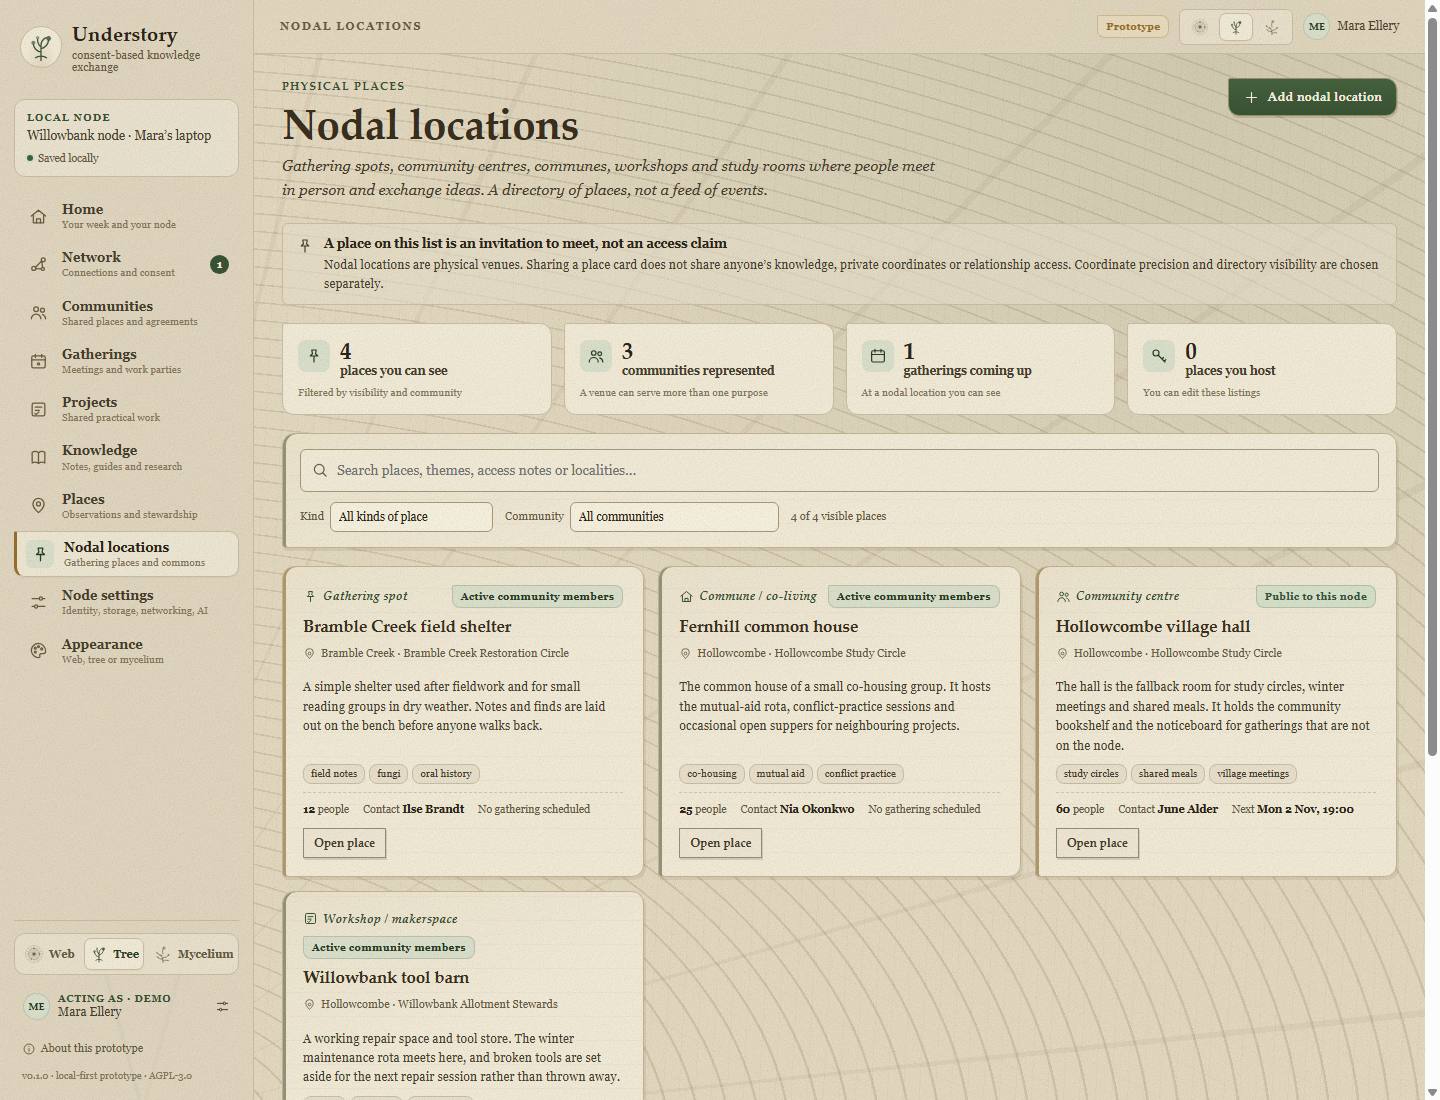 Understory
consent-based knowledge
exchange
LOCAL NODE
Willowbank node · Mara's laptop
Saved locally
Home
Your week and your node
Network
Connections and consent
1
Communities
Shared places and agreements
Gatherings
Meetings and work parties
Projects
Shared practical work
Knowledge
Notes, guides and research
Places
Observations and stewardship
Nodal locations
Gathering places and commons
Node settings
Identity, storage, networking, AI
Appearance
Web, tree or mycelium
Web Tree Mycelium
ME
ACTING AS · DEMO
Mara Ellery
About this prototype
v0.1.0 · local-first prototype · AGPL-3.0
NODAL LOCATIONS
Prototype
ME Mara Ellery
PHYSICAL PLACES
Nodal locations
Gathering spots, community centres, communes, workshops and study rooms where people meet
in person and exchange ideas. A directory of places, not a feed of events.
Add nodal location
A place on this list is an invitation to meet, not an access claim
Nodal locations are physical venues. Sharing a place card does not share anyone's knowledge, private coordinates or relationship access. Coordinate precision and directory visibility are chosen
separately.
4
places you can see
Filtered by visibility and community
3
communities represented
A venue can serve more than one purpose
1
gatherings coming up
At a nodal location you can see
0
places you host
You can edit these listings
Search places, themes, access notes or localities…
Kind All kinds of place Community All communities 4 of 4 visible places
Gathering spot Active community members
Bramble Creek field shelter
Bramble Creek · Bramble Creek Restoration Circle
A simple shelter used after fieldwork and for small
reading groups in dry weather. Notes and finds are laid
out on the bench before anyone walks back.
field notes fungi oral history
12 people Contact Ilse Brandt No gathering scheduled
Open place
Commune / co-living Active community members
Fernhill common house
Hollowcombe · Hollowcombe Study Circle
The common house of a small co-housing group. It hosts
the mutual-aid rota, conflict-practice sessions and
occasional open suppers for neighbouring projects.
co-housing mutual aid conflict practice
25 people Contact Nia Okonkwo No gathering scheduled
Open place
Community centre Public to this node
Hollowcombe village hall
Hollowcombe · Hollowcombe Study Circle
The hall is the fallback room for study circles, winter
meetings and shared meals. It holds the community
bookshelf and the noticeboard for gatherings that are not
on the node.
study circles shared meals village meetings
60 people Contact June Alder Next Mon 2 Nov, 19:00
Open place
Workshop / makerspace
Active community members
Willowbank tool barn
Hollowcombe · Willowbank Allotment Stewards
A working repair space and tool store. The winter
maintenance rota meets here, and broken tools are set
aside for the next repair session rather than thrown away.